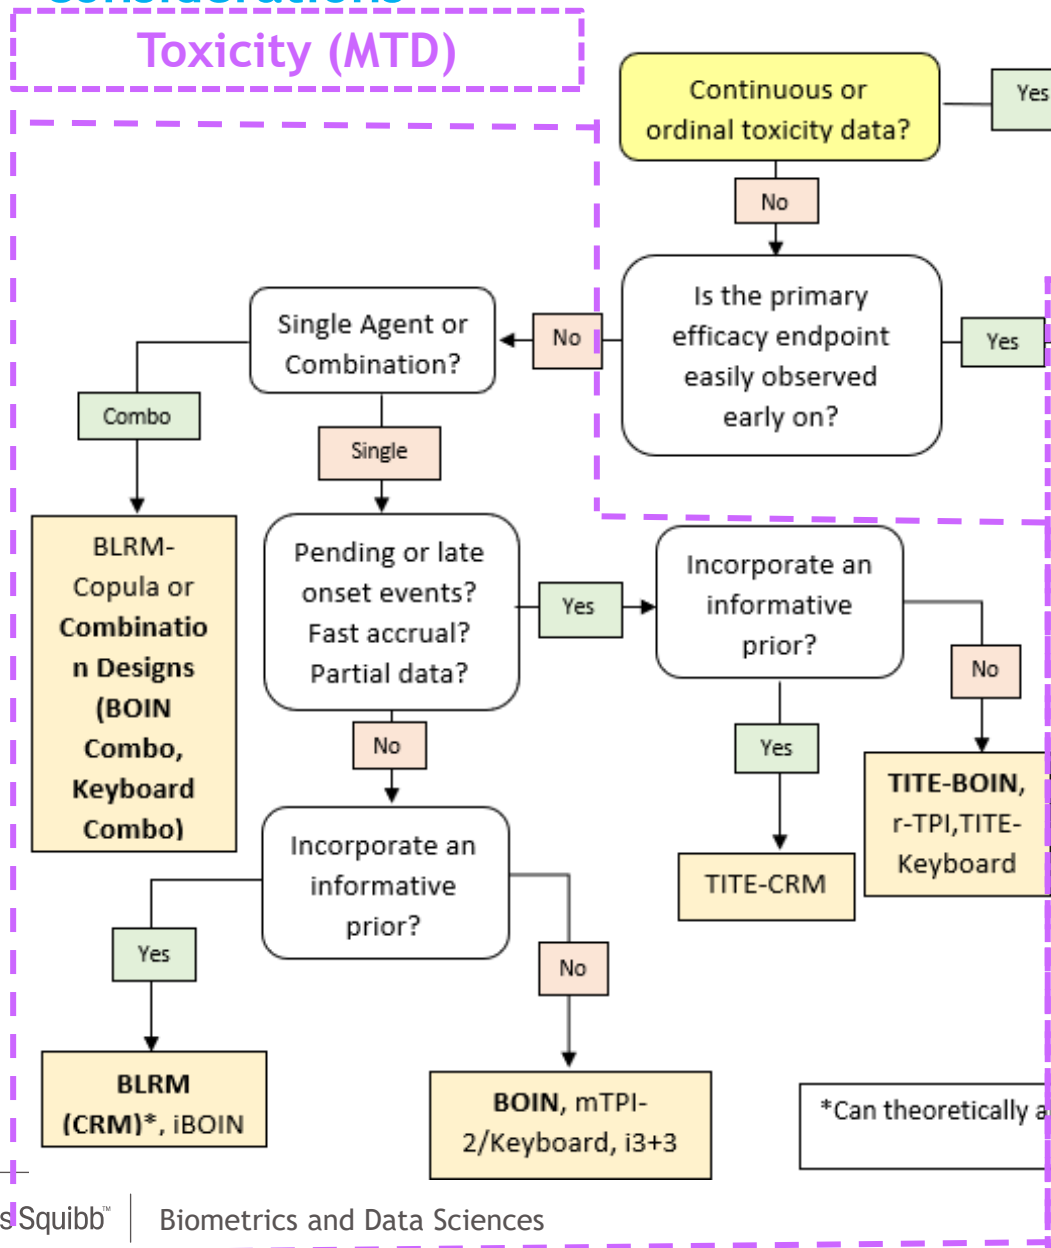 Considerations
Toxicity (MTD)
Continuous or
ordinal toxicity data?
Yes
No
Is the primary
efficacy endpoint
easily observed
early on?
Yes
No
Single Agent or
Combination?
Combo
Single
BLRM-
Copula or
Combinatio
n Designs
(BOIN
Combo,
Keyboard
Combo)
Pending or late
onset events?
Fast accrual?
Partial data?
Yes
Incorporate an
informative
prior?
No
Yes
TITE-BOIN,
r-TPI,TITE-
Keyboard
TITE-CRM
No
Incorporate an
informative
prior?
Yes
No
BLRM
(CRM)*, iBOIN
BOIN, mTPI-
2/Keyboard, i3+3
*Can theoretically a
s Squibb™
Biometrics and Data Sciences